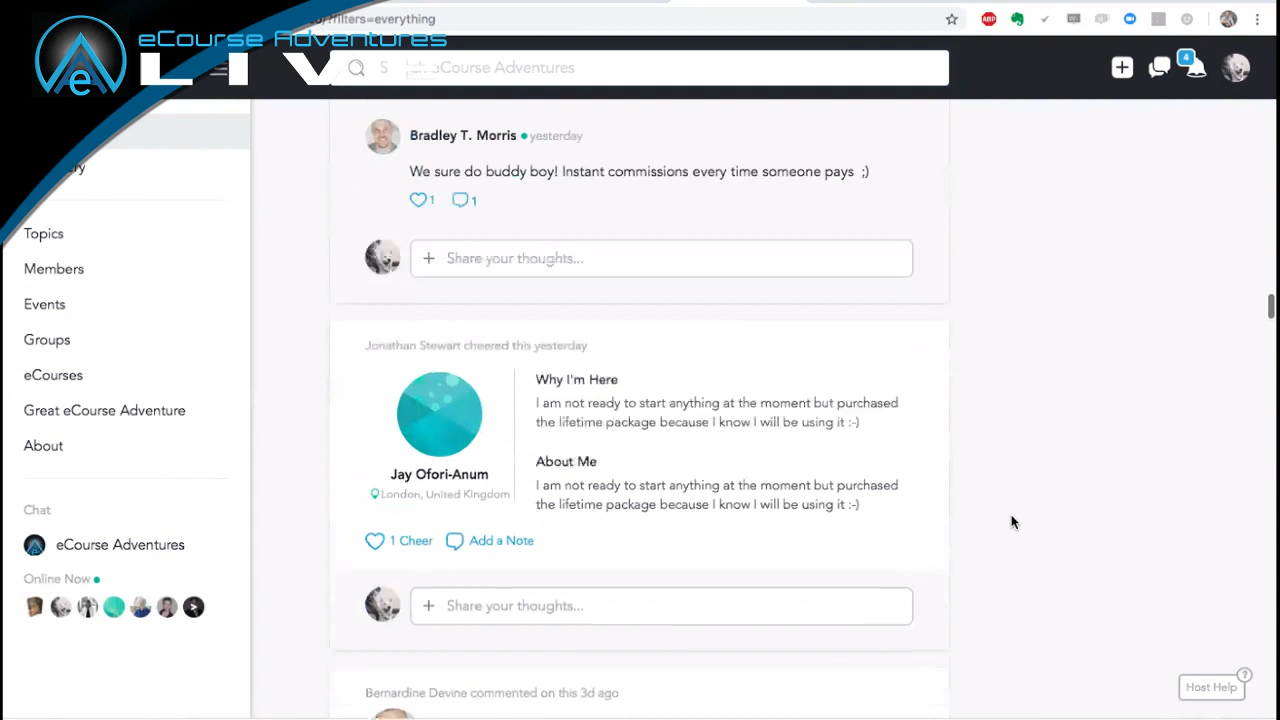 ?filters=everything
ABP
eCourse Adventures
LIV
S
eCourse Adventures
4
Bradley T. Morris yesterday
We sure do buddy boy! Instant commissions every time someone pays ;)
1 1
+ Share your thoughts...
Topics
Members
Events
Groups
eCourses
Great eCourse Adventure
About
Chat
eCourse Adventures
Online Now
Jonathan Stewart cheered this yesterday
Why I'm Here
I am not ready to start anything at the moment but purchased
the lifetime package because I know I will be using it :-)
About Me
I am not ready to start anything at the moment but purchased
the lifetime package because I know I will be using it :-)
Jay Ofori-Anum
London, United Kingdom
1 Cheer Add a Note
+ Share your thoughts...
Bernardine Devine commented on this 3d ago
Host Help ?